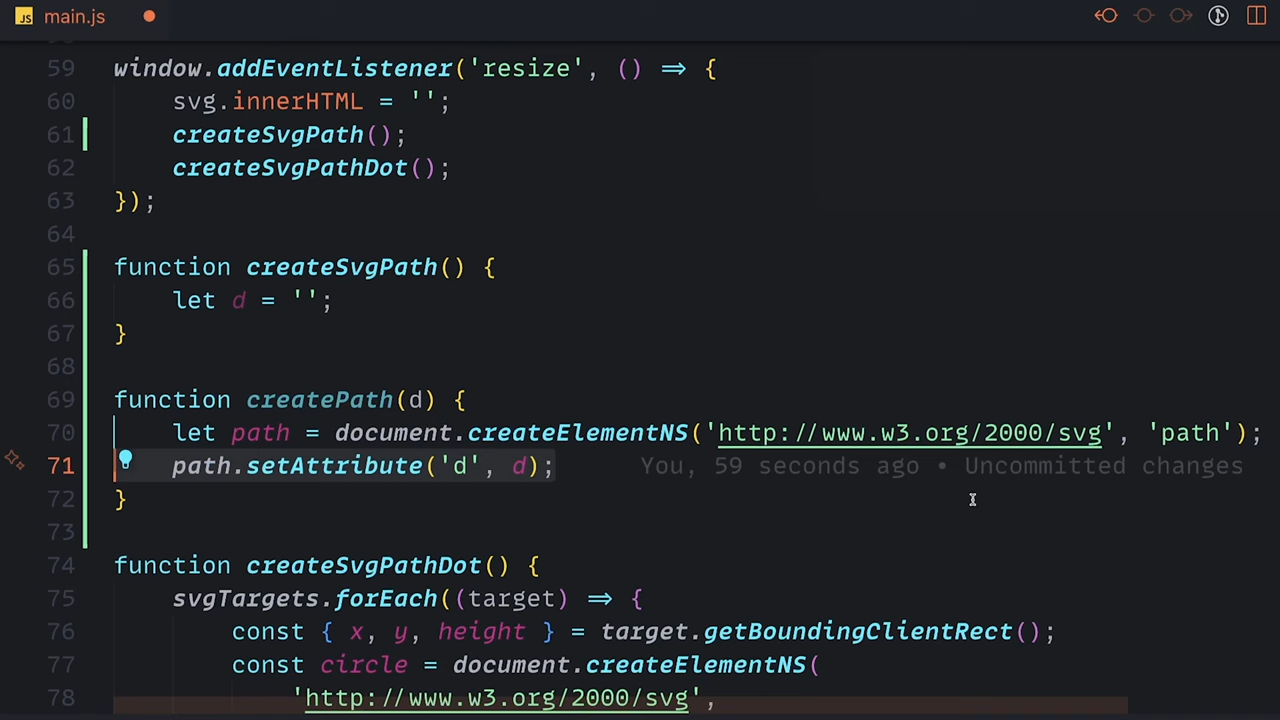 JS main.js
59 window.addEventListener('resize', () => {
60 svg.innerHTML = '';
61 createSvgPath();
62 createSvgPathDot();
63 });
64
65 function createSvgPath() {
66 let d = '';
67 }
68
69 function createPath(d) {
70 let path = document.createElementNS('http://www.w3.org/2000/svg', 'path');
71 path.setAttribute('d', d); You, 59 seconds ago • Uncommitted changes
72 }
73
74 function createSvgPathDot() {
75 svgTargets.forEach((target) => {
76 const { x, y, height } = target.getBoundingClientRect();
77 const circle = document.createElementNS(
78 'http://www.w3.org/2000/svg',